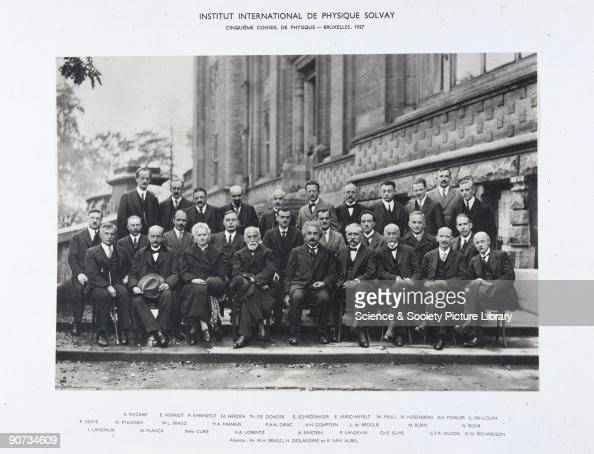 INSTITUT INTERNATIONAL DE PHYSIQUE SOLVAY
CINQUIÈME CONSEIL DE PHYSIQUE — BRUXELLES, 1927
Credit:
Science & Society Picture Library
A. PICCARD E. HENRIOT P. EHRENFEST Ed. HERZEN Th. DE DONDER E. SCHRÖDINGER E. VERSCHAFFELT W. PAULI W. HEISENBERG R.H. FOWLER L. BRILLOUIN
P. DEBYE M. KNUDSEN W.L. BRAGG H.A. KRAMERS P.A.M. DIRAC A.H. COMPTON L. de BROGLIE M. BORN N. BOHR
I. LANGMUIR M. PLANCK Mme CURIE H.A. LORENTZ A. EINSTEIN P. LANGEVIN Ch.E. GUYE C.T.R. WILSON O.W. RICHARDSON
Absents : Sir W.H. BRAGG, H. DESLANDRES et E. VAN AUBEL
90734609